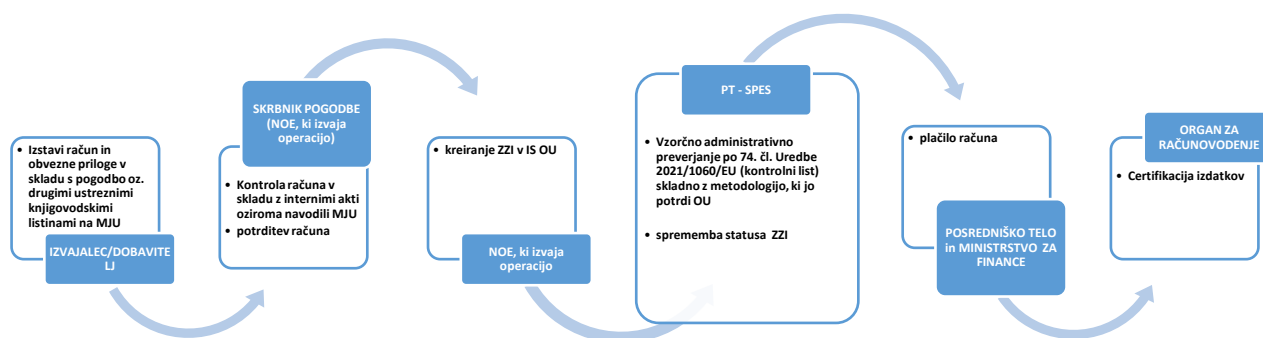 • Izstavi račun in
obvezne priloge v
skladu s pogodbo oz.
drugimi ustreznimi
knjigovodskimi
listinami na MJU
IZVAJALEC/DOBAVITE
LJ
SKRBNIK POGODBE
(NOE, ki izvaja
operacijo)
• Kontrola računa v
skladu z internimi akti
oziroma navodili MJU
• potrditev računa
• kreiranje ZZI v IS OU
NOE, ki izvaja
operacijo
PT - SPES
• Vzorčno administrativno
preverjanje po 74. čl. Uredbe
2021/1060/EU (kontrolni list)
skladno z metodologijo, ki jo
potrdi OU
• sprememba statusa ZZI
• plačilo računa
POSREDNIŠKO TELO
in MINISTRSTVO ZA
FINANCE
ORGAN ZA
RAČUNOVODENJE
• Certifikacija izdatkov